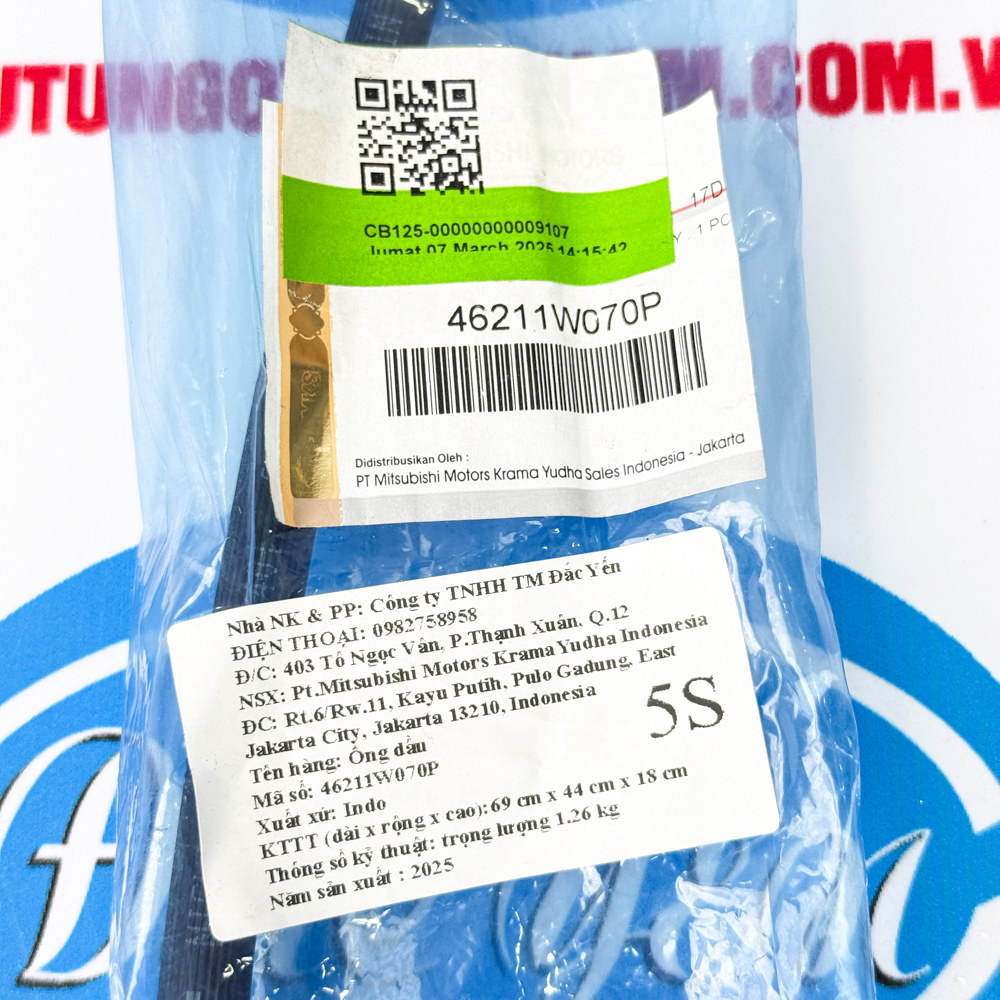 CB125-00000000009107
Jumat 07 March 2025 14:15:42
17D
Y : 1 PC
46211W070P
Didistribusikan Oleh :
PT Mitsubishi Motors Krama Yudha Sales Indonesia - Jakarta
Nhà NK & PP: Công ty TNHH TM Đắc Yến
ĐIỆN THOẠI: 0982758958
Đ/C: 403 Tô Ngọc Vân, P.Thạnh Xuân, Q.12
NSX: Pt.Mitsubishi Motors Krama Yudha Indonesia
ĐC: Rt.6/Rw.11, Kayu Putih, Pulo Gadung, East
Jakarta City, Jakarta 13210, Indonesia
Tên hàng: Ống dầu
Mã số: 46211W070P
Xuất xứ: Indo
KTTT (dài x rộng x cao): 69 cm x 44 cm x 18 cm
Thông số kỹ thuật: trọng lượng 1.26 kg
Năm sản xuất : 2025
5S